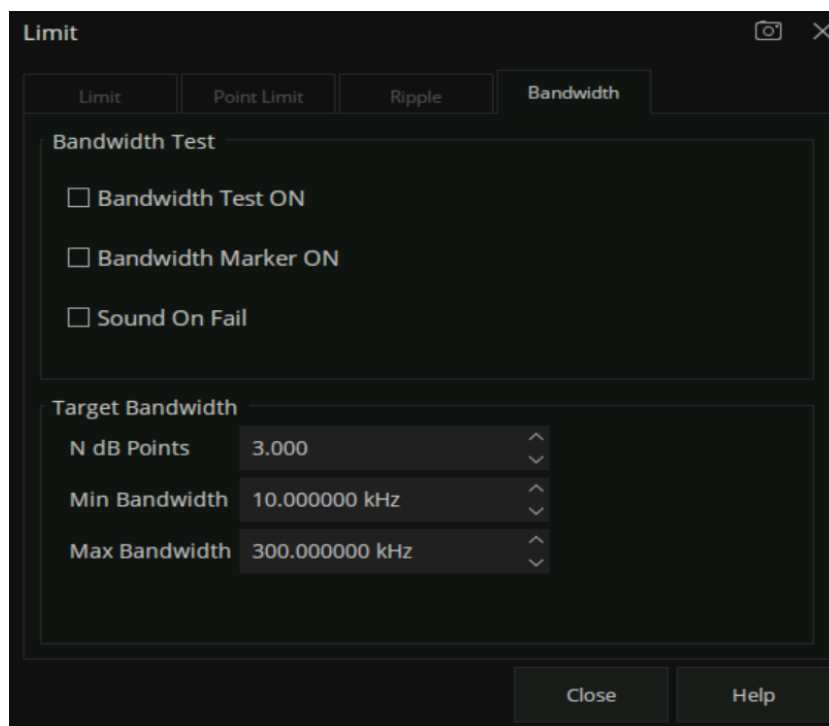 Limit
Limit Point Limit Ripple Bandwidth
Bandwidth Test
Bandwidth Test ON
Bandwidth Marker ON
Sound On Fail
Target Bandwidth
N dB Points 3.000
Min Bandwidth 10.000000 kHz
Max Bandwidth 300.000000 kHz
Close Help